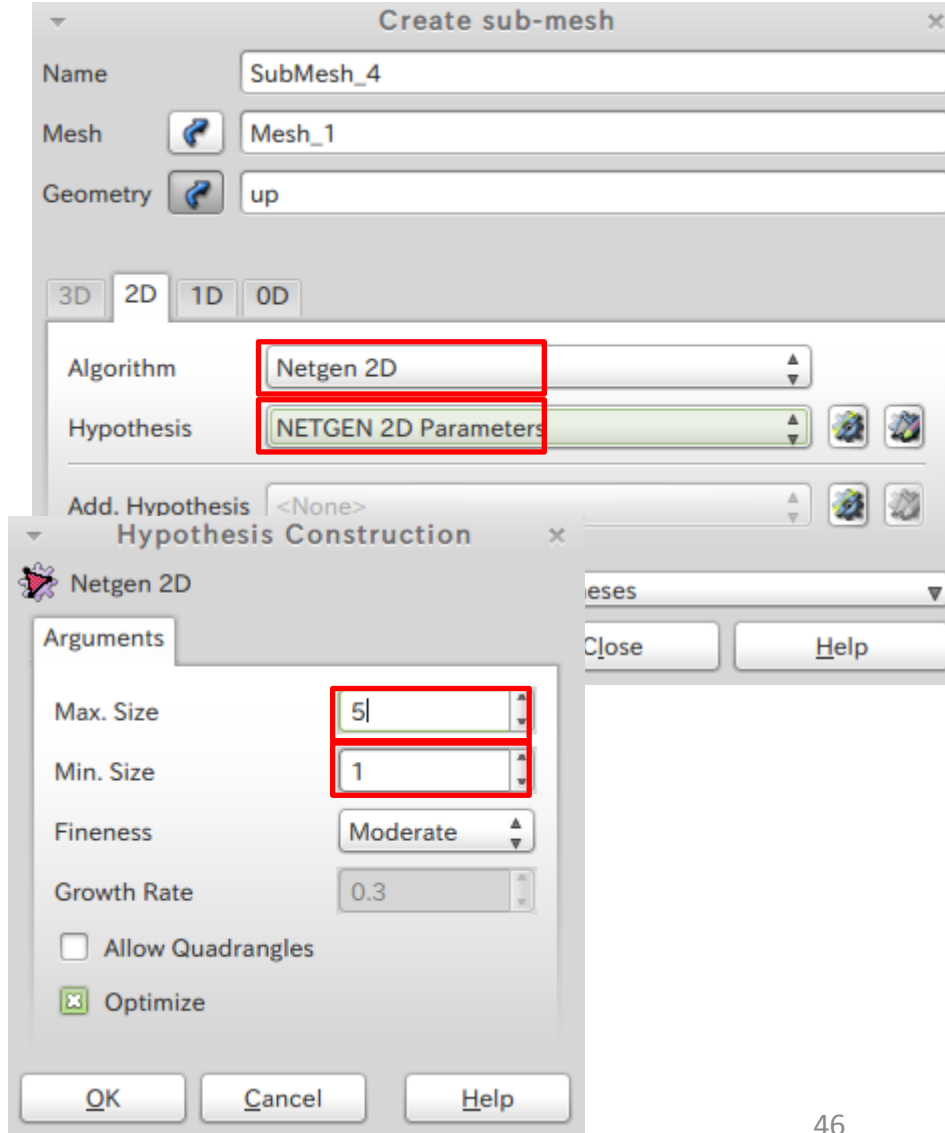 Create sub-mesh
Name SubMesh_4
Mesh Mesh_1
Geometry up
3D 2D 1D 0D
Algorithm Netgen 2D
Hypothesis NETGEN 2D Parameters
Add. Hypothesis <None>
eses
Close Help
Hypothesis Construction
Netgen 2D
Arguments
Max. Size 5
Min. Size 1
Fineness Moderate
Growth Rate 0.3
Allow Quadrangles
Optimize
OK Cancel Help
46